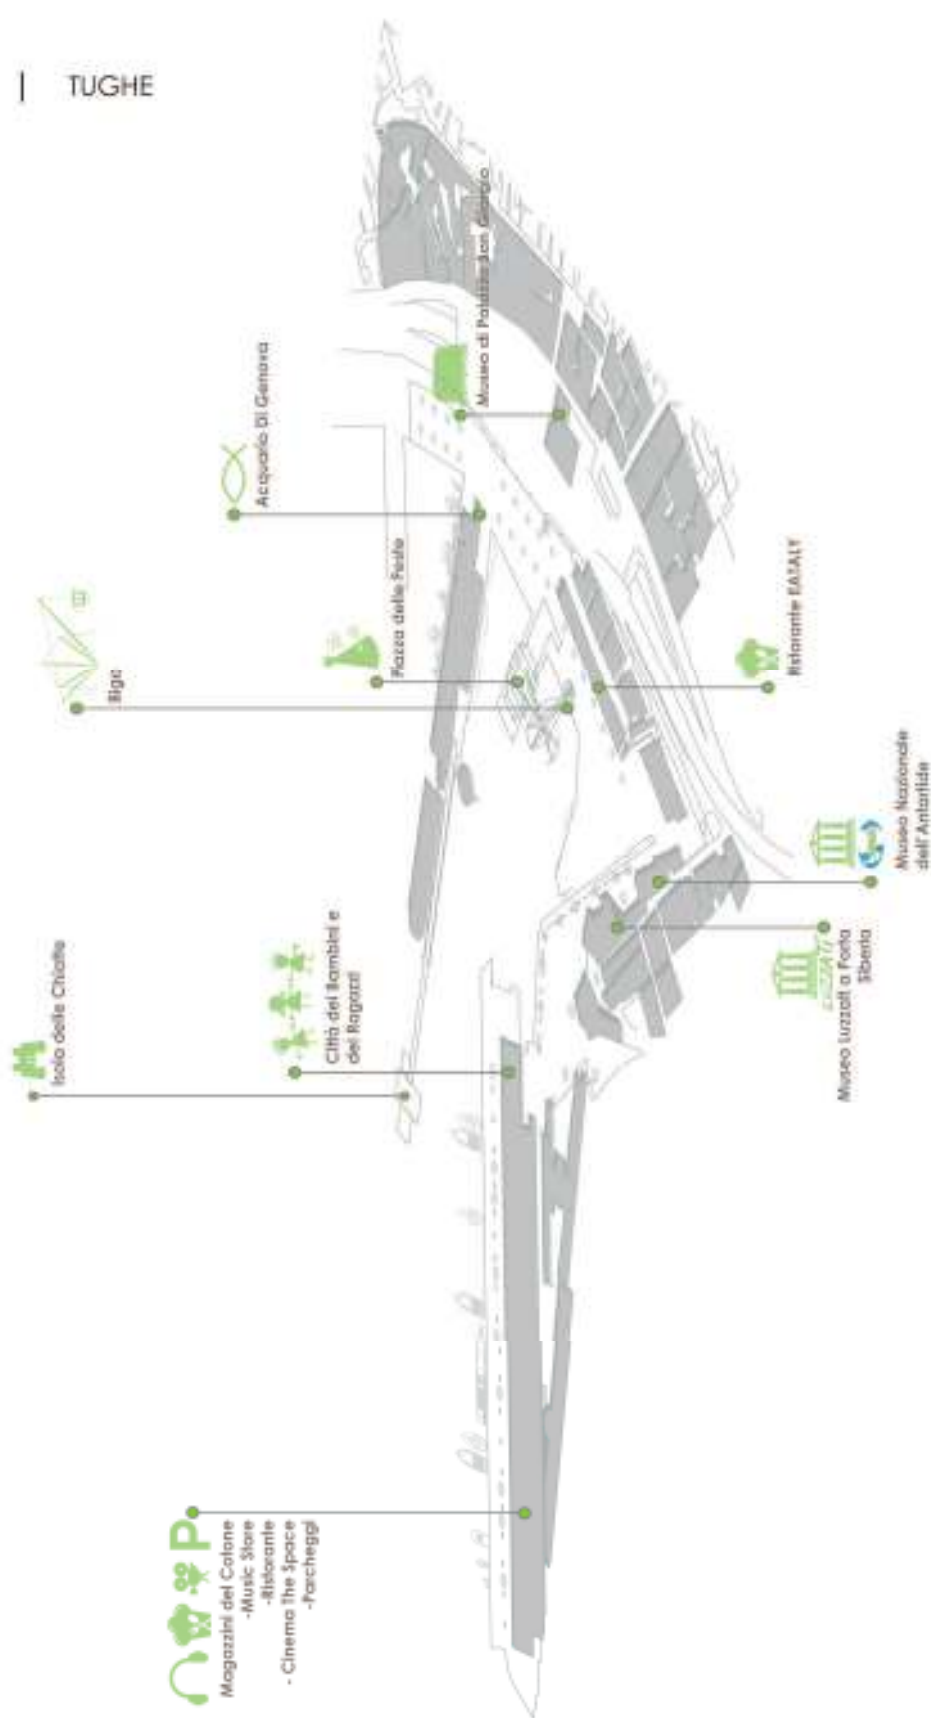 TUGHE
Museo di Palazzo San Giorgio
Acquario Di Genova
Piazza delle Feste
Bigo
Ristorante EATALY
Museo Nazionale
dell'Antartide
Museo Luzzati a Porta
Siberia
Città dei Bambini e
dei Ragazzi
Isola delle Chiatte
P
Magazzini del Cotone
-Music Store
-Ristorante
- Cinema The Space
-Parcheggi